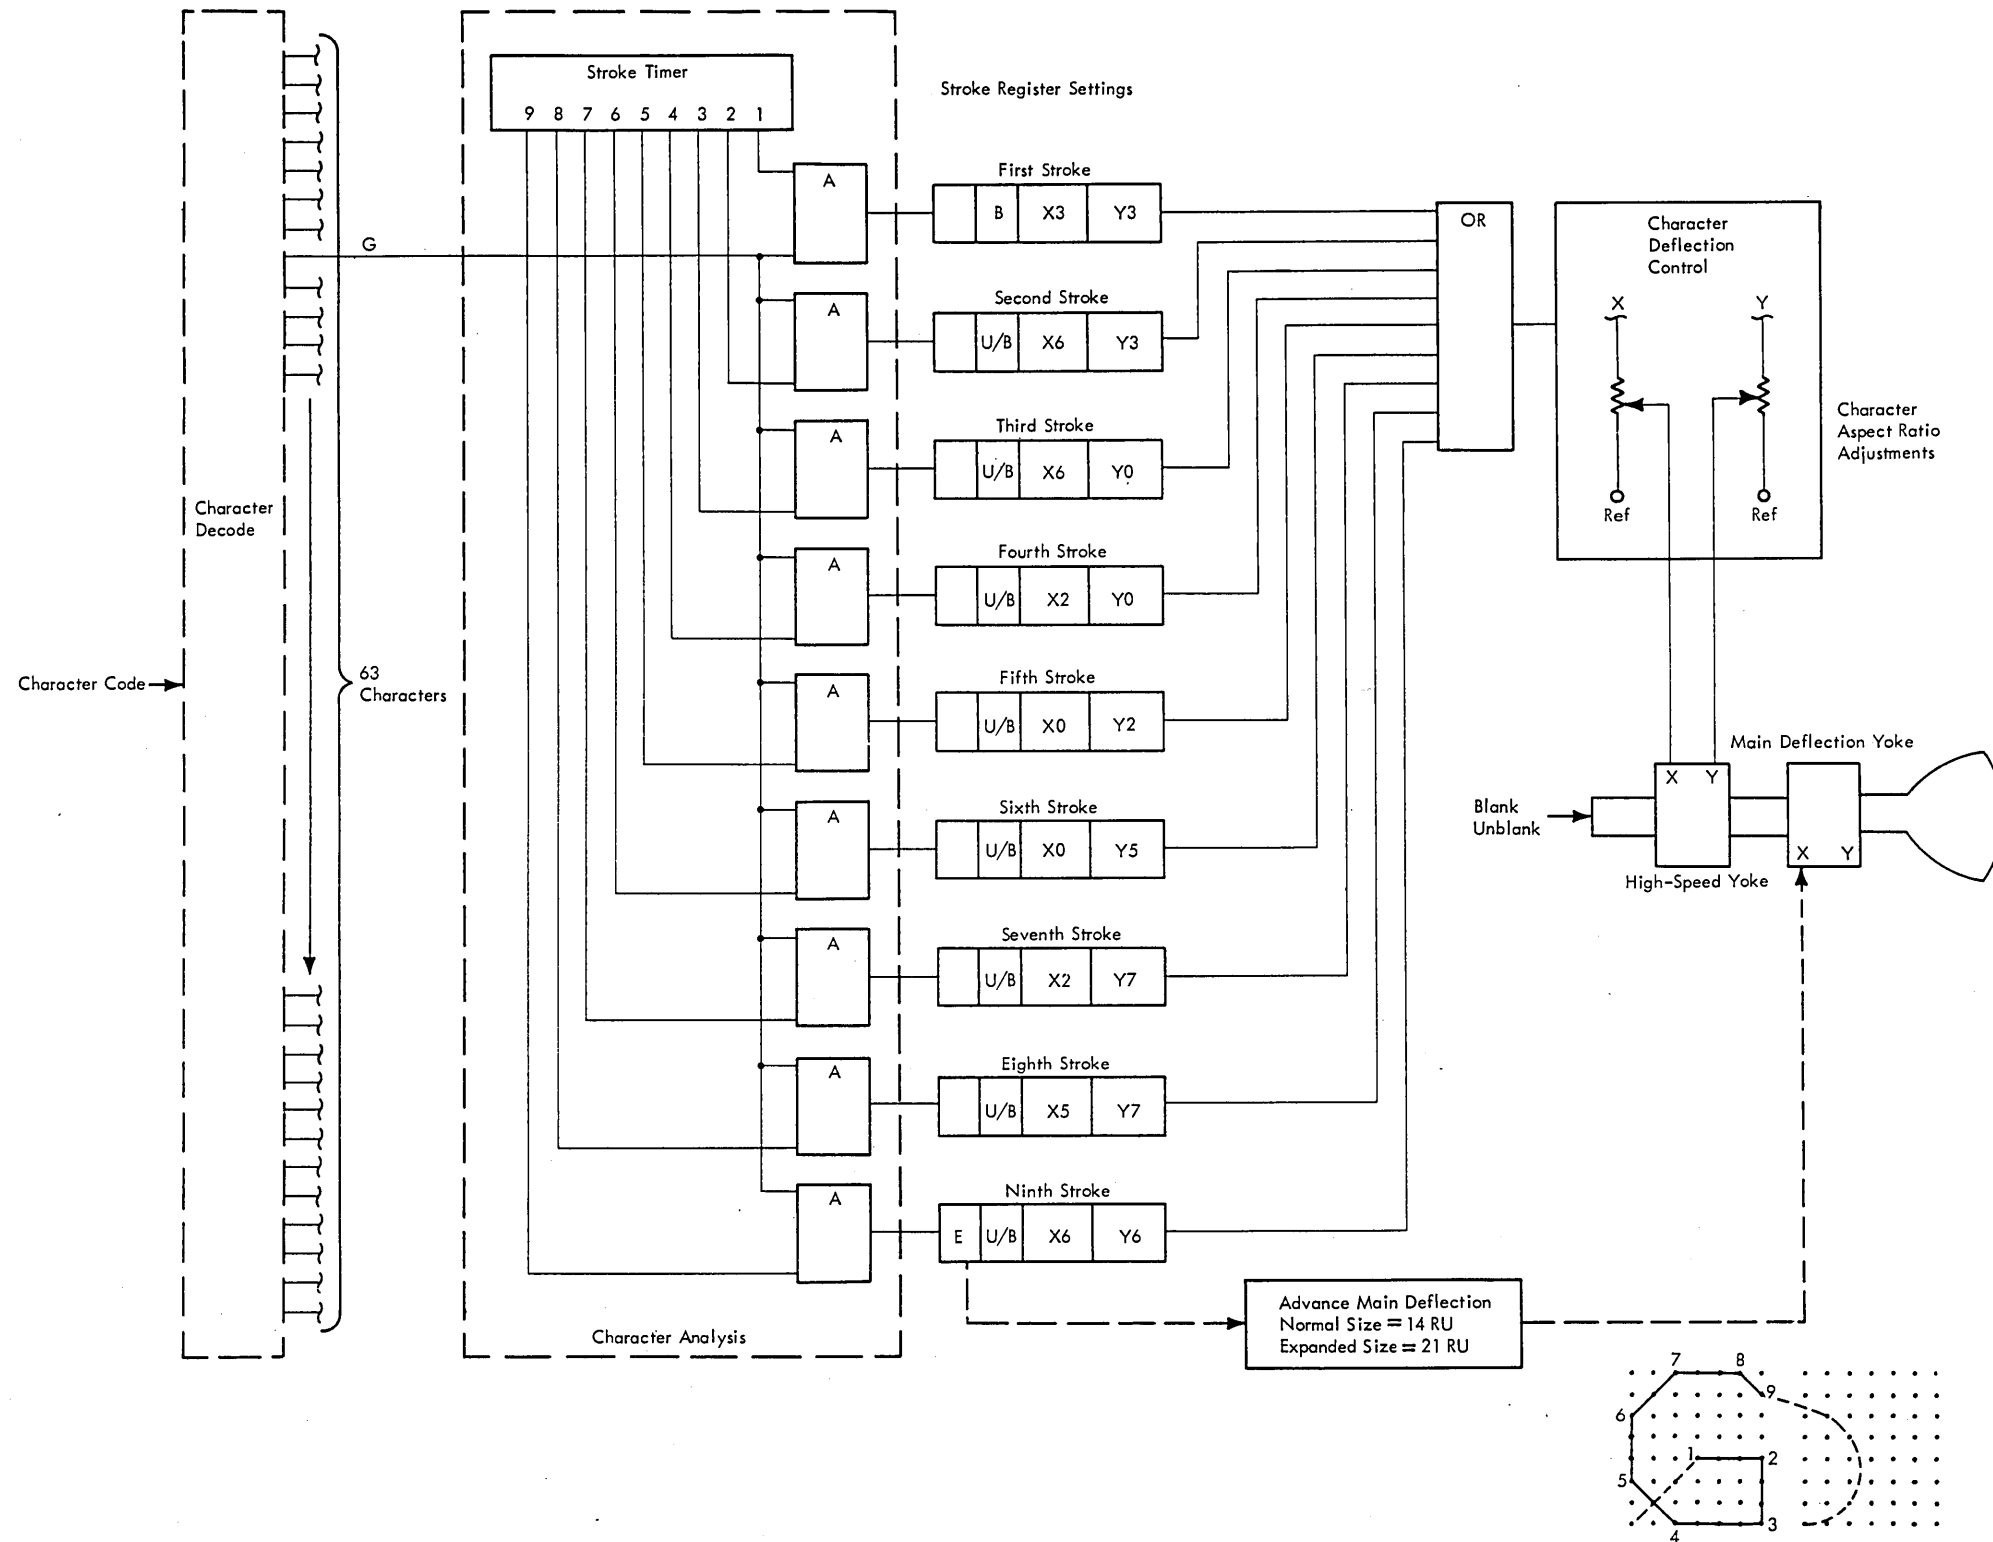 Stroke Timer
9 8 7 6 5 4 3 2 1
Stroke Register Settings
G
Character
Decode
Character Code
63
Characters
A
A
A
A
A
A
A
A
A
Character Analysis
First Stroke
B X3 Y3
Second Stroke
U/B X6 Y3
Third Stroke
U/B X6 Y0
Fourth Stroke
U/B X2 Y0
Fifth Stroke
U/B X0 Y2
Sixth Stroke
U/B X0 Y5
Seventh Stroke
U/B X2 Y7
Eighth Stroke
U/B X5 Y7
Ninth Stroke
E U/B X6 Y6
OR
Character
Deflection
Control
X Y
Ref Ref
Character
Aspect Ratio
Adjustments
Main Deflection Yoke
X Y
Blank
Unblank
X Y
High-Speed Yoke
Advance Main Deflection
Normal Size = 14 RU
Expanded Size = 21 RU
7 8
9
6
1 2
5
4 3